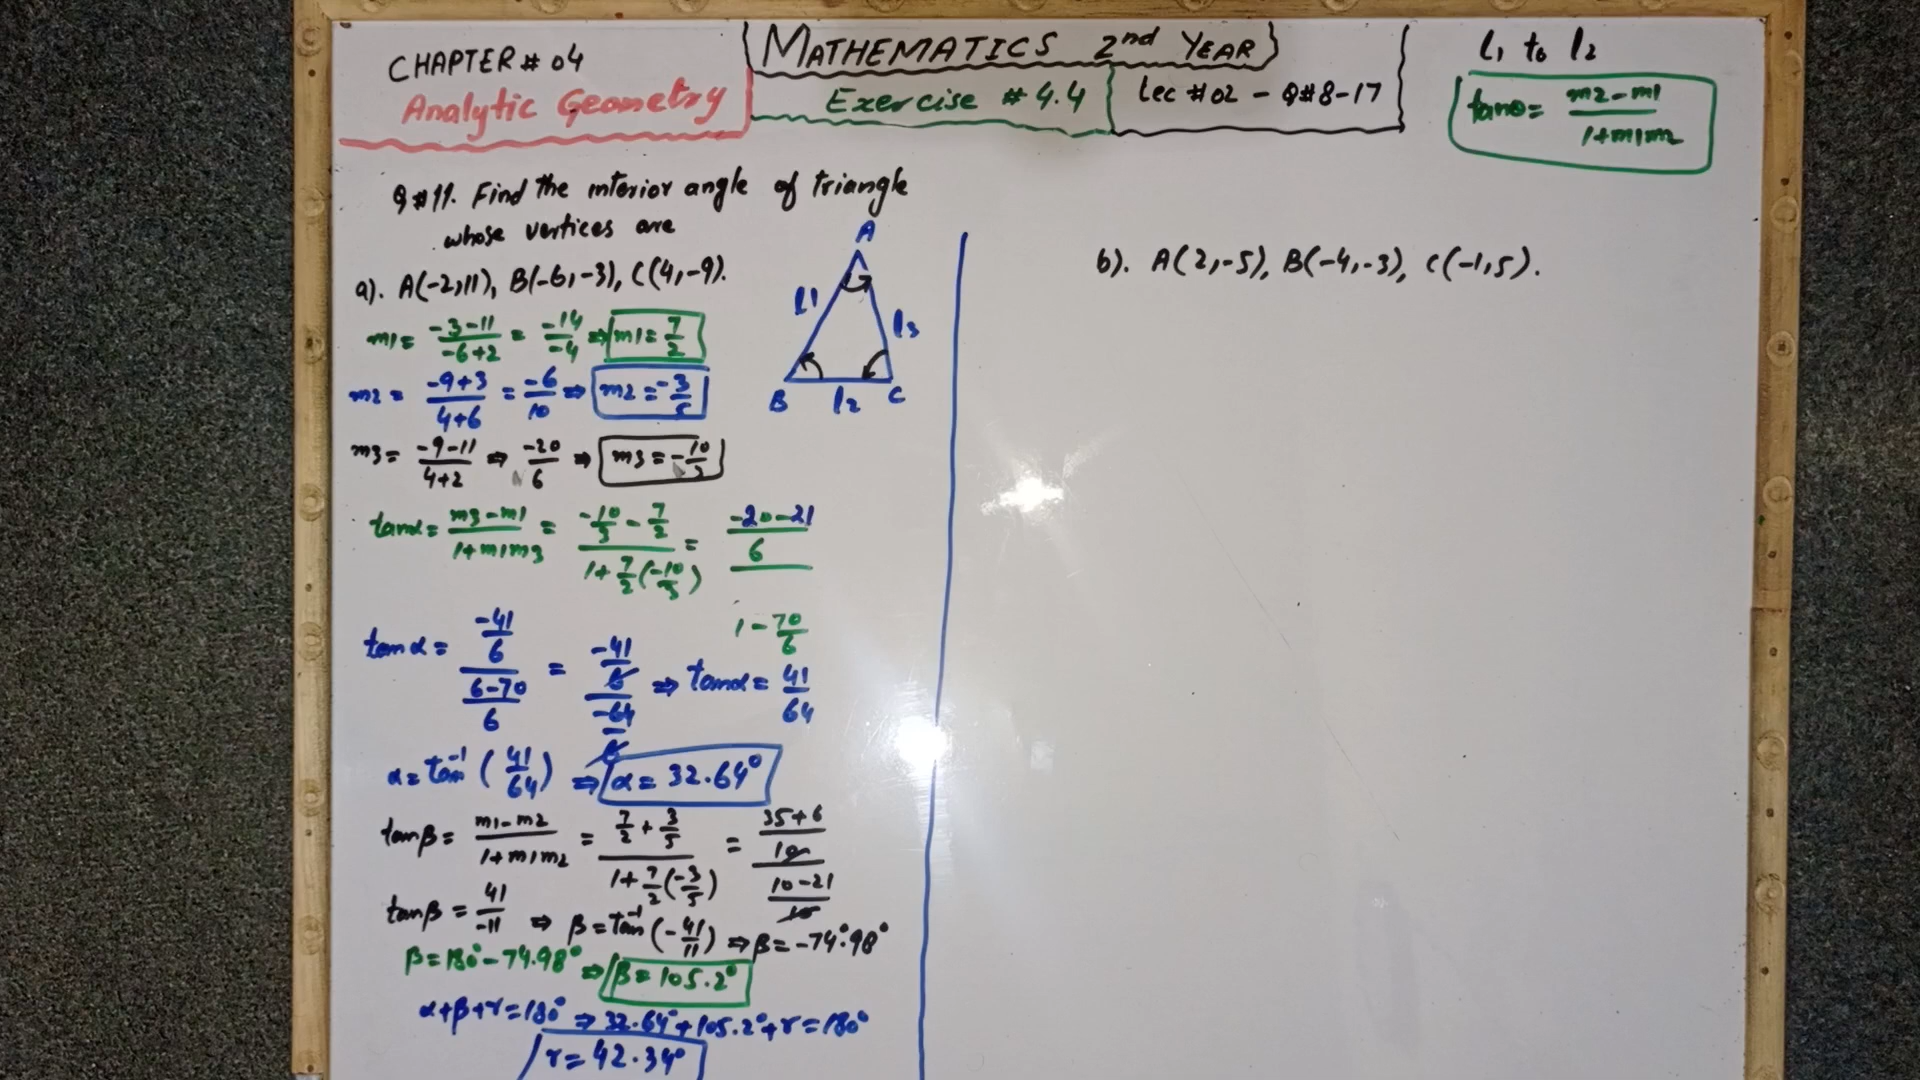 CHAPTER # 04
Analytic Geometry
MATHEMATICS 2nd YEAR
Exercise # 4.4
Lec # 02 - Q#8-17
l1 to l2
tanθ = m2-m1 / 1+m1m2
Q#11. Find the interior angle of triangle
whose vertices are
a). A(-2,11), B(-6,-3), C(4,-9).
A
l1
l3
B l2 C
m1 = -3-11 / -6+2 = -14 / -4 ⇒ m1 = 7/2
m2 = -9+3 / 4+6 = -6 / 10 ⇒ m2 = -3/5
m3 = -9-11 / 4+2 ⇒ -20 / 6 ⇒ m3 = -10/3
tanα = m3-m1 / 1+m1m3 = -10/3 - 7/2 / 1+7/2(-10/3) = -20-21 / 6 / 1-70/6
tanα = -41/6 / 6-70/6 = -41/6 / -64/6 ⇒ tanα = 41/64
α = tan⁻¹(41/64) ⇒ α = 32.64°
tanβ = m1-m2 / 1+m1m2 = 7/2 + 3/5 / 1+7/2(-3/5) = 35+6/10 / 10-21/10
tanβ = 41/-11 ⇒ β = tan⁻¹(-41/11) ⇒ β = -74.98°
β = 180° - 74.98° ⇒ β = 105.2°
α+β+r = 180° ⇒ 32.64° + 105.2° + r = 180°
r = 42.34°
b). A(2,-5), B(-4,-3), C(-1,5).